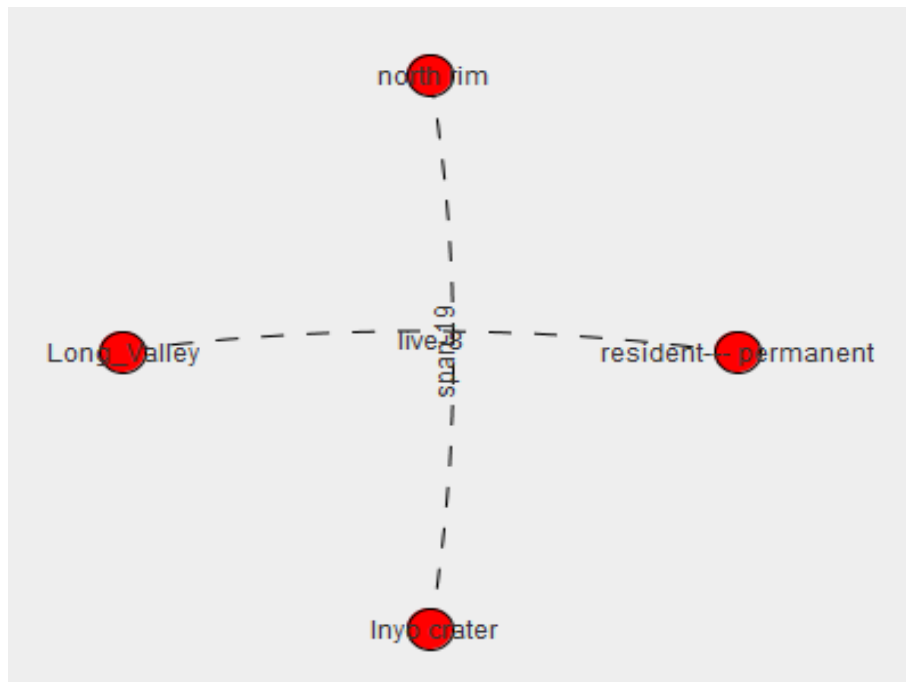 north rim
span-19
live-3
Long_Valley
resident--- permanent
Inyo crater